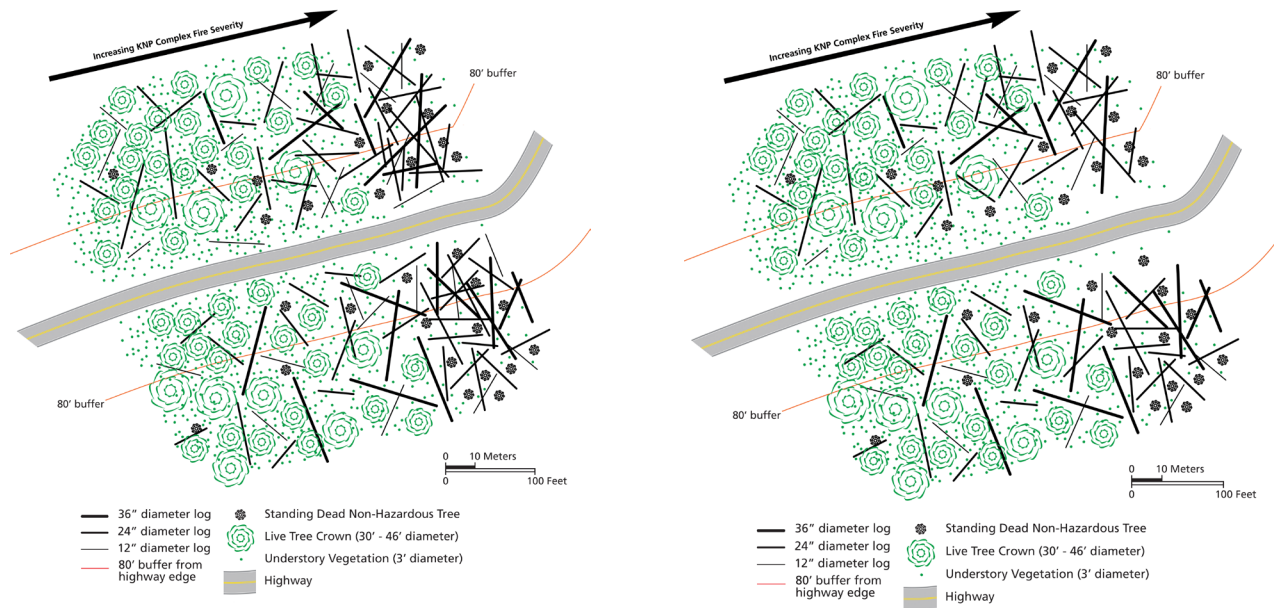 Increasing KNP Complex Fire Severity
80’ buffer
80’ buffer
0 10 Meters
0 100 Feet
36” diameter log
24” diameter log
12” diameter log
80’ buffer from
highway edge
Standing Dead Non-Hazardous Tree
Live Tree Crown (30’ - 46’ diameter)
Understory Vegetation (3’ diameter)
Highway
Increasing KNP Complex Fire Severity
80’ buffer
80’ buffer
0 10 Meters
0 100 Feet
36” diameter log
24” diameter log
12” diameter log
80’ buffer from
highway edge
Standing Dead Non-Hazardous Tree
Live Tree Crown (30’ - 46’ diameter)
Understory Vegetation (3’ diameter)
Highway